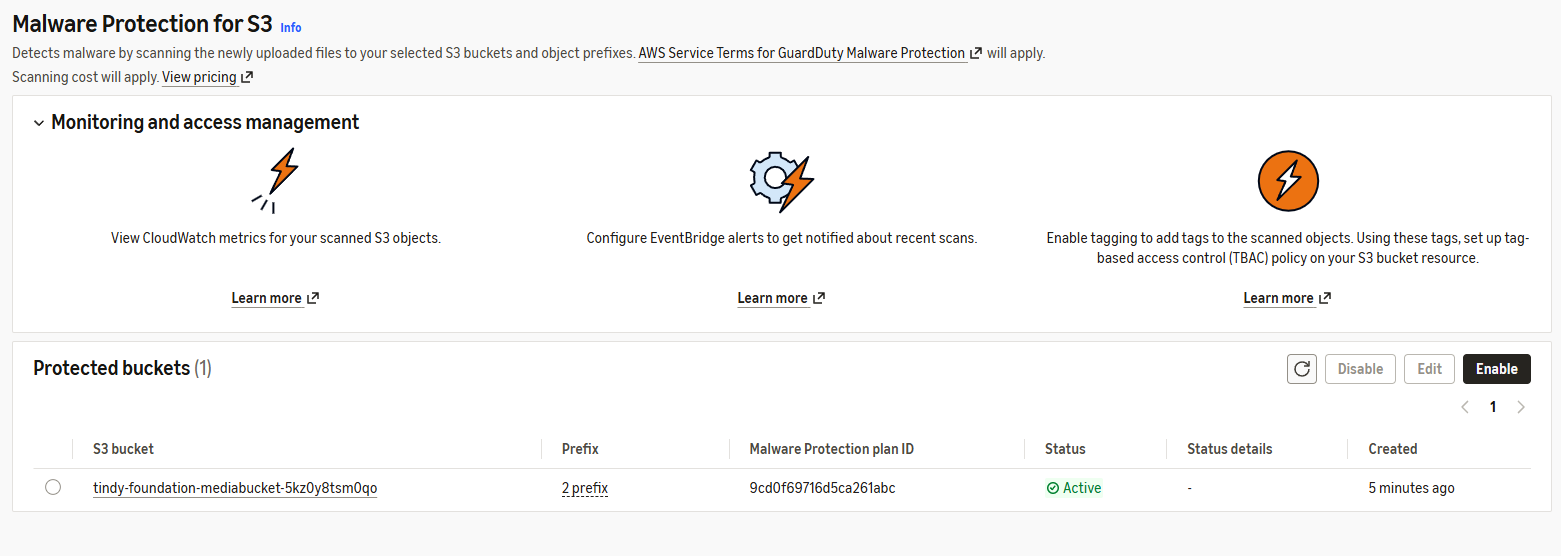 Malware Protection for S3 Info
Detects malware by scanning the newly uploaded files to your selected S3 buckets and object prefixes. AWS Service Terms for GuardDuty Malware Protection will apply.
Scanning cost will apply. View pricing
Monitoring and access management
View CloudWatch metrics for your scanned S3 objects.
Learn more
Configure EventBridge alerts to get notified about recent scans.
Learn more
Enable tagging to add tags to the scanned objects. Using these tags, set up tag-
based access control (TBAC) policy on your S3 bucket resource.
Learn more
Protected buckets (1)
Disable Edit Enable
1
S3 bucket Prefix Malware Protection plan ID Status Status details Created
tindy-foundation-mediabucket-5kz0y8tsm0qo 2 prefix 9cd0f69716d5ca261abc Active - 5 minutes ago